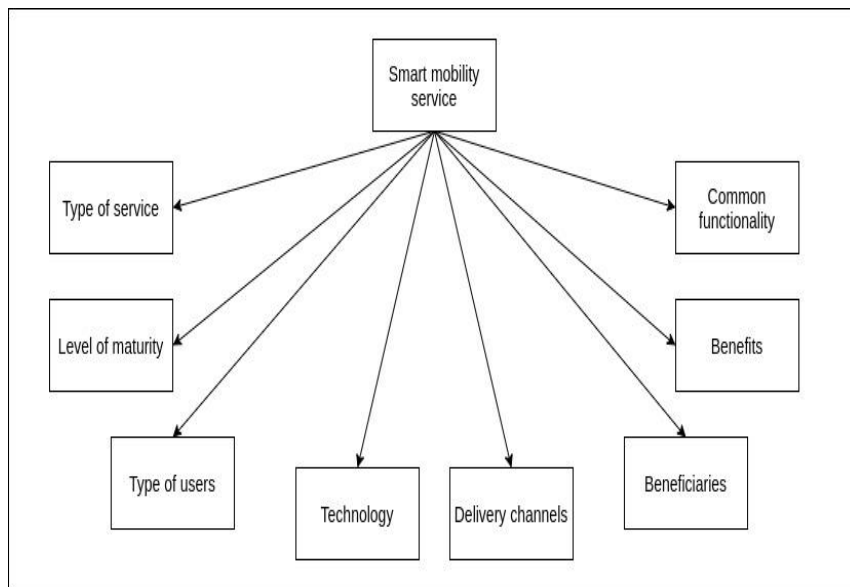 Smart mobility
service
Type of service
Common
functionality
Level of maturity
Benefits
Type of users
Technology
Delivery channels
Beneficiaries